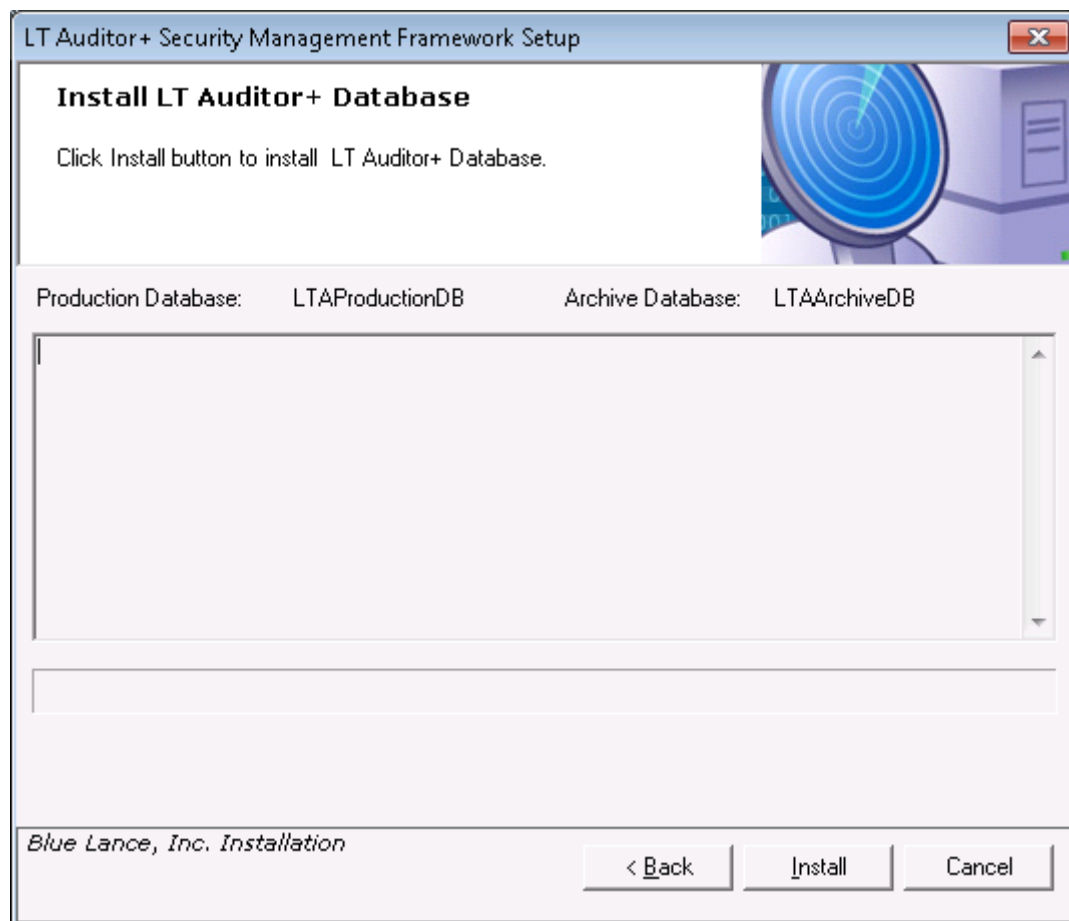 LT Auditor+ Security Management Framework Setup
Install LT Auditor+ Database
Click Install button to install LT Auditor+ Database.
Production Database: LTAProductionDB Archive Database: LTAArchiveDB
Blue Lance, Inc. Installation
< Back Install Cancel